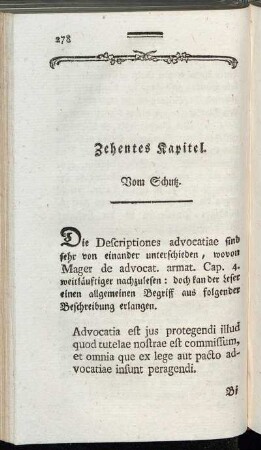 278
Zehentes Kapitel.
Vom Schutz.
Die Descriptiones advocatiae sind
sehr von einander unterschieden, wovon
Mager de advocat. armat. Cap. 4.
weitläuftiger nachzulesen: doch kan der Leser
einen allgemeinen Begriff aus folgender
Beschreibung erlangen.
Advocatia est jus protegendi illud
quod tutelae nostrae est commissum,
et omnia que ex lege aut pacto ad-
vocatiae insunt peragendi.
Bi